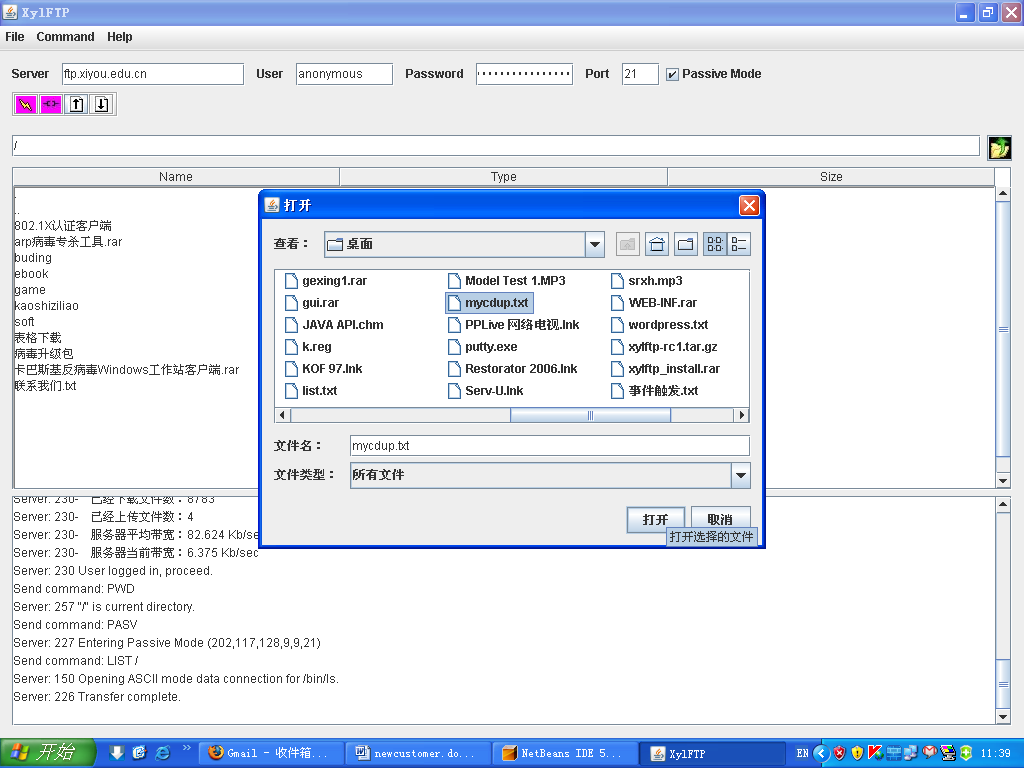 XylFTP
File Command Help
Server ftp.xiyou.edu.cn User anonymous Password Port 21 Passive Mode
/
Name Type Size
.
..
802.1X认证客户端
arp病毒专杀工具.rar
buding
ebook
game
kaoshiziliao
soft
表格下载
病毒升级包
卡巴斯基反病毒Windows工作站客户端.rar
联系我们.txt
打开
查看： 桌面
gexing1.rar Model Test 1.MP3 srxh.mp3
gui.rar mycdup.txt WEB-INF.rar
JAVA API.chm PPLive 网络电视.lnk wordpress.txt
k.reg putty.exe xylftp-rc1.tar.gz
KOF 97.lnk Restorator 2006.lnk xylftp_install.rar
list.txt Serv-U.lnk 事件触发.txt
文件名： mycdup.txt
文件类型： 所有文件
打开 取消
打开选择的文件
Server: 230- 已经下载文件数：8783
Server: 230- 已经上传文件数：4
Server: 230- 服务器平均带宽：82.624 Kb/sec
Server: 230- 服务器当前带宽：6.375 Kb/sec
Server: 230 User logged in, proceed.
Send command: PWD
Server: 257 "/" is current directory.
Send command: PASV
Server: 227 Entering Passive Mode (202,117,128,9,9,21)
Send command: LIST /
Server: 150 Opening ASCII mode data connection for /bin/ls.
Server: 226 Transfer complete.
开始 Gmail - 收件箱... newcustomer.do... NetBeans IDE 5... XylFTP EN 11:39